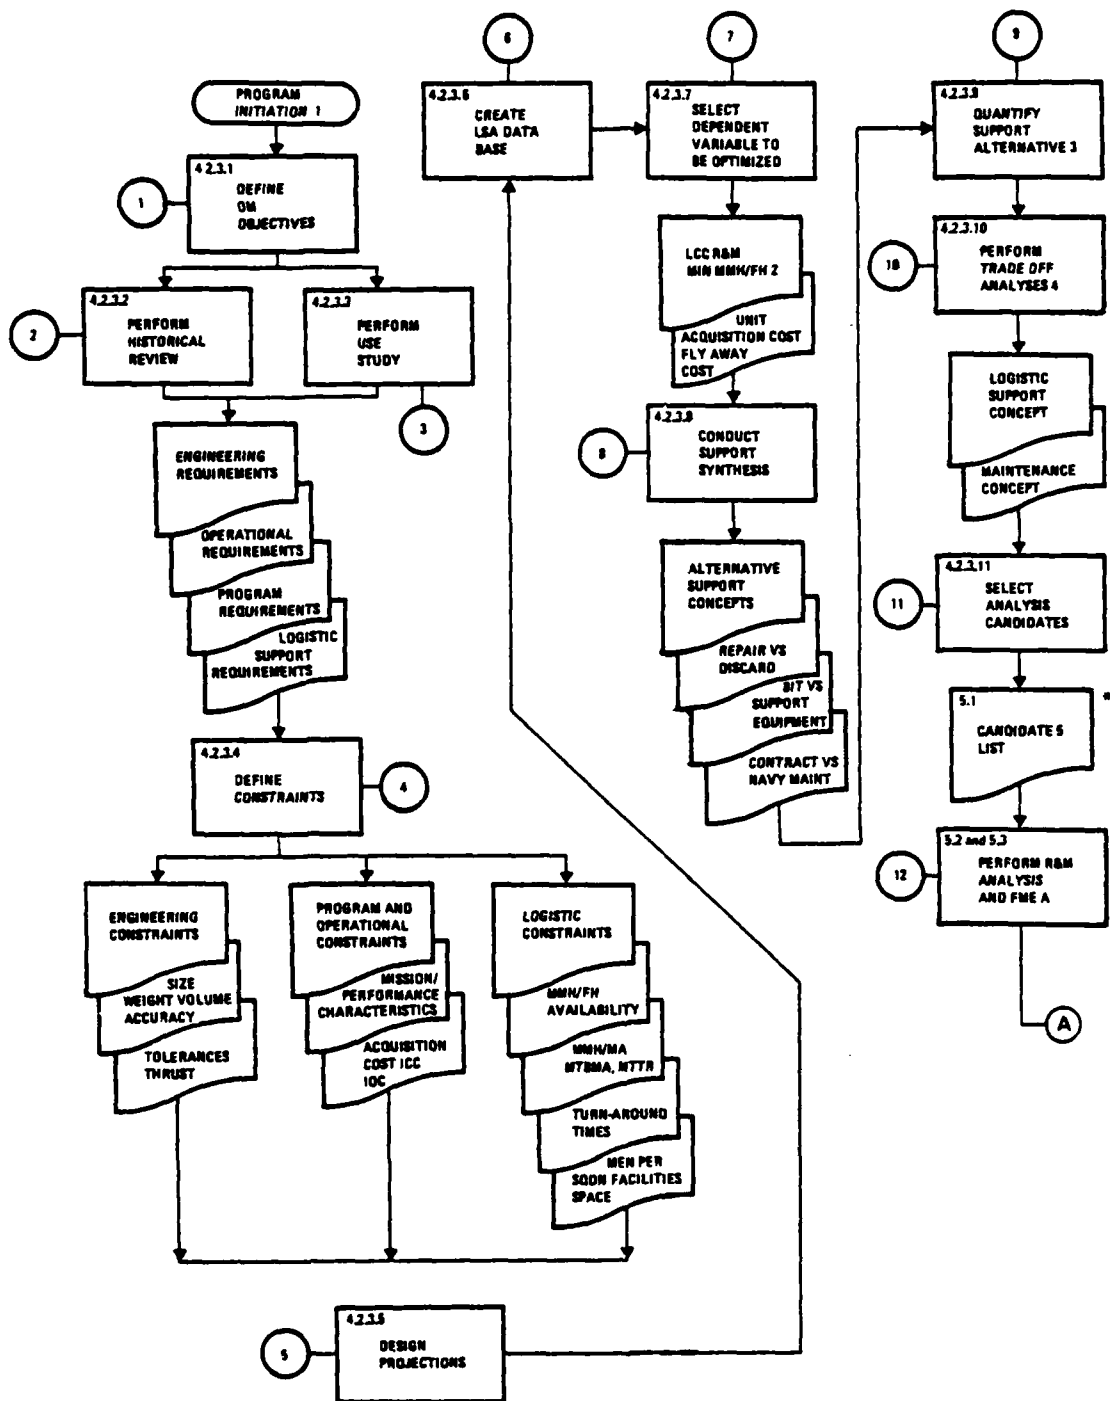 PROGRAM
INITIATION 1
4.2.3.1
DEFINE
OM
OBJECTIVES
1
4.2.3.2
PERFORM
HISTORICAL
REVIEW
2
4.2.3.3
PERFORM
USE
STUDY
3
ENGINEERING
REQUIREMENTS
OPERATIONAL
REQUIREMENTS
PROGRAM
REQUIREMENTS
LOGISTIC
SUPPORT
REQUIREMENTS
4.2.3.4
DEFINE
CONSTRAINTS
4
ENGINEERING
CONSTRAINTS
SIZE
WEIGHT VOLUME
ACCURACY
TOLERANCES
THRUST
PROGRAM AND
OPERATIONAL
CONSTRAINTS
MISSION/
PERFORMANCE
CHARACTERISTICS
ACQUISITION
COST ICC
IOC
LOGISTIC
CONSTRAINTS
MMH/FH
AVAILABILITY
MMH/MA
MTBMA, MTTR
TURN-AROUND
TIMES
MEN PER
SQDN FACILITIES
SPACE
4.2.3.5
DESIGN
PROJECTIONS
5
6
4.2.3.6
CREATE
LSA DATA
BASE
7
4.2.3.7
SELECT
DEPENDENT
VARIABLE TO
BE OPTIMIZED
LCC R&M
MIN MMH/FH 2
UNIT
ACQUISITION COST
FLY AWAY
COST
4.2.3.8
CONDUCT
SUPPORT
SYNTHESIS
8
ALTERNATIVE
SUPPORT
CONCEPTS
REPAIR VS
DISCARD
BIT VS
SUPPORT
EQUIPMENT
CONTRACT VS
NAVY MAINT
9
4.2.3.9
QUANTIFY
SUPPORT
ALTERNATIVE 3
4.2.3.10
PERFORM
TRADE OFF
ANALYSES 4
10
LOGISTIC
SUPPORT
CONCEPT
MAINTENANCE
CONCEPT
4.2.3.11
SELECT
ANALYSIS
CANDIDATES
11
5.1
CANDIDATE S
LIST
*
5.2 and 5.3
PERFORM R&M
ANALYSIS
AND FME A
12
A